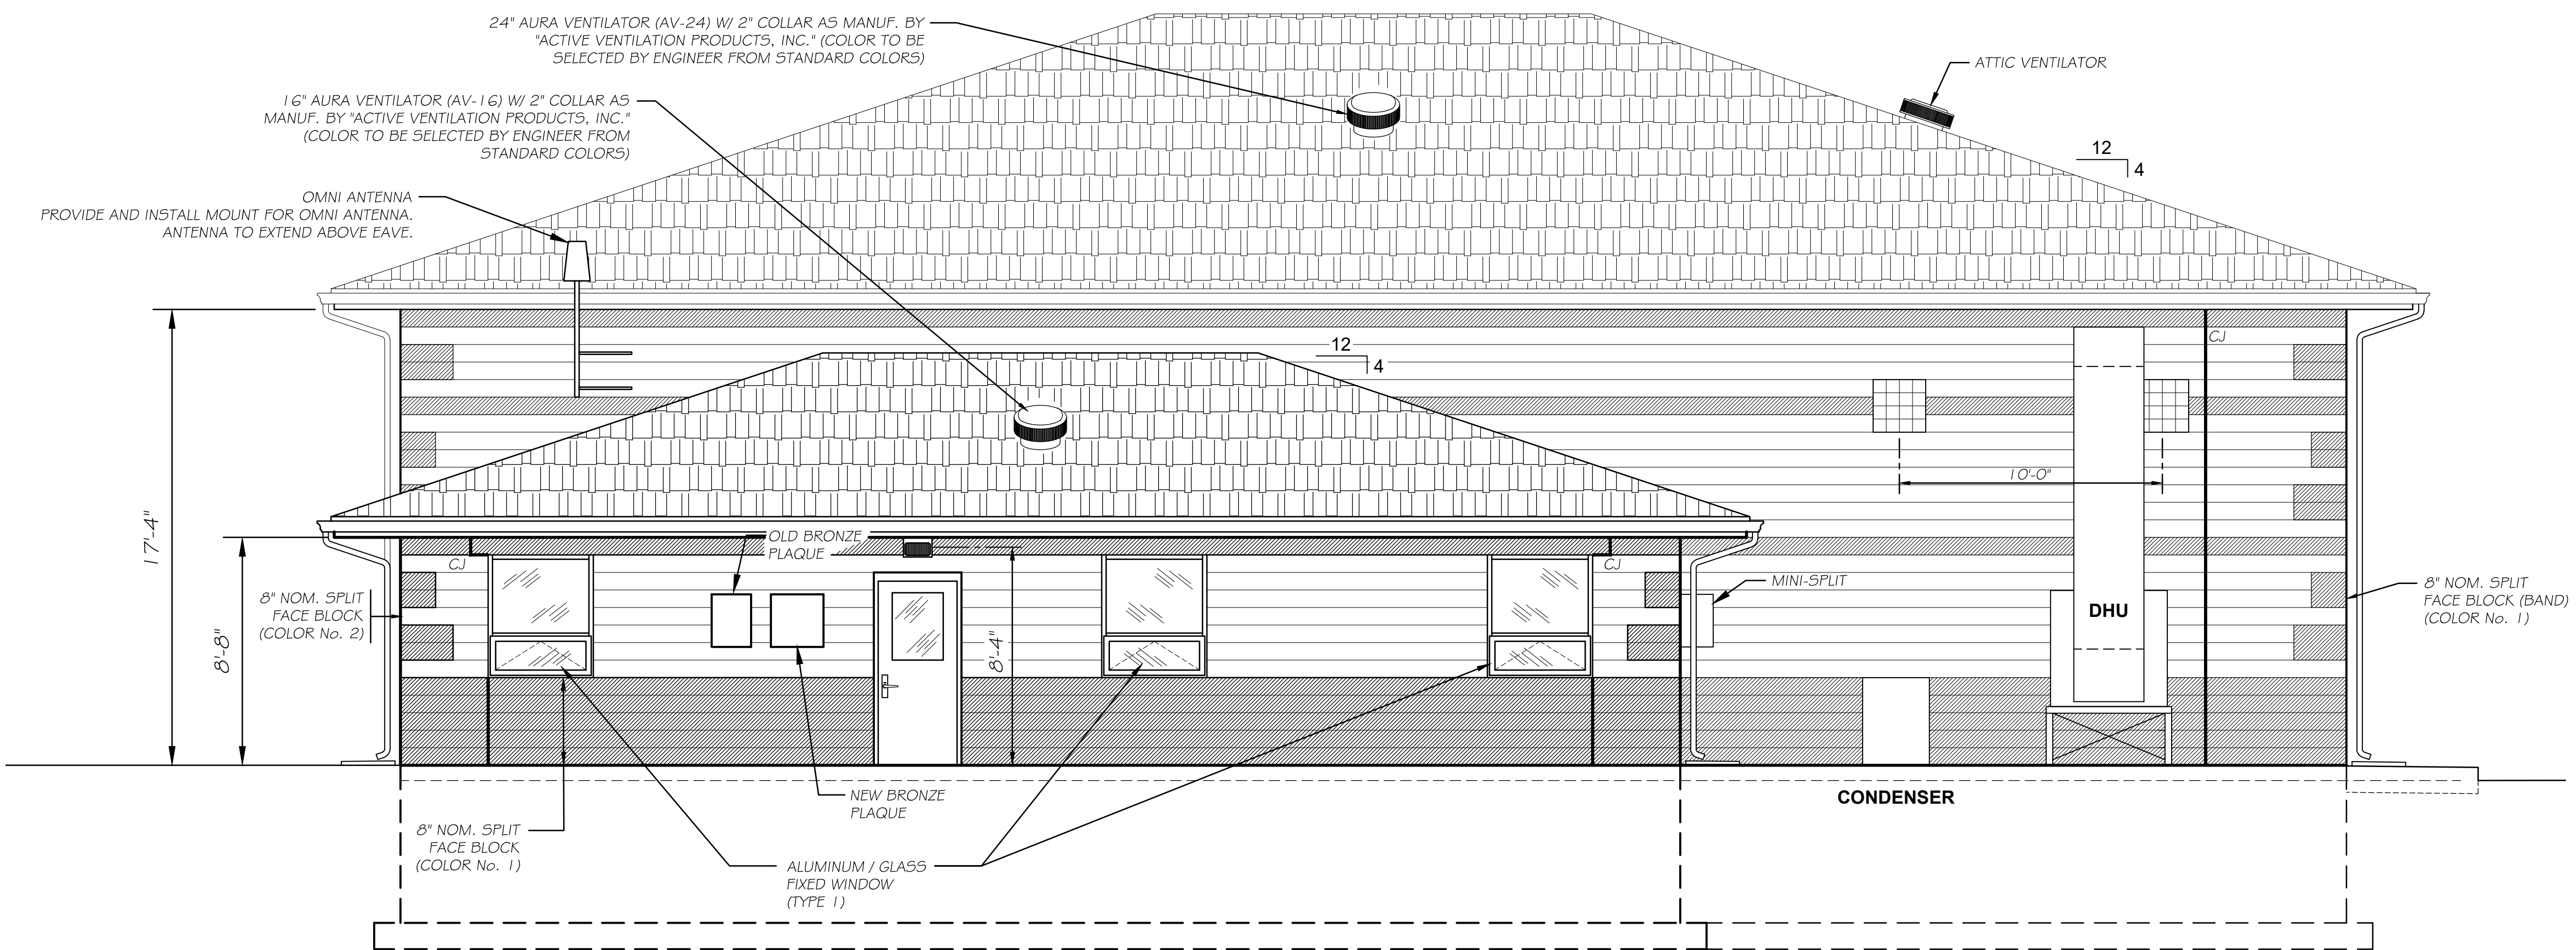 24" AURA VENTILATOR (AV-24) W/ 2" COLLAR AS MANUF. BY
"ACTIVE VENTILATION PRODUCTS, INC." (COLOR TO BE
SELECTED BY ENGINEER FROM STANDARD COLORS)
ATTIC VENTILATOR
16" AURA VENTILATOR (AV-16) W/ 2" COLLAR AS
MANUF. BY "ACTIVE VENTILATION PRODUCTS, INC."
(COLOR TO BE SELECTED BY ENGINEER FROM
STANDARD COLORS)
12
4
OMNI ANTENNA
PROVIDE AND INSTALL MOUNT FOR OMNI ANTENNA.
ANTENNA TO EXTEND ABOVE EAVE.
CJ
12
4
10'-0"
17'-4"
OLD BRONZE
PLAQUE
CJ
CJ
MINI-SPLIT
8" NOM. SPLIT
FACE BLOCK
(COLOR No. 2)
8'-8"
8'-4"
DHU
8" NOM. SPLIT
FACE BLOCK (BAND)
(COLOR No. 1)
NEW BRONZE
PLAQUE
CONDENSER
8" NOM. SPLIT
FACE BLOCK
(COLOR No. 1)
ALUMINUM / GLASS
FIXED WINDOW
(TYPE 1)